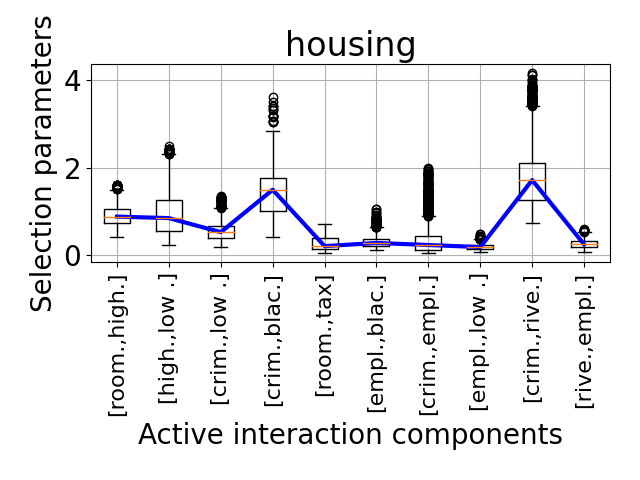 housing
Selection parameters
4
2
0
[room.,high.]
[high.,low .]
[crim.,low .]
[crim.,blac.]
[room.,tax]
[empl.,blac.]
[crim.,empl.]
[empl.,low .]
[crim.,rive.]
[rive.,empl.]
Active interaction components